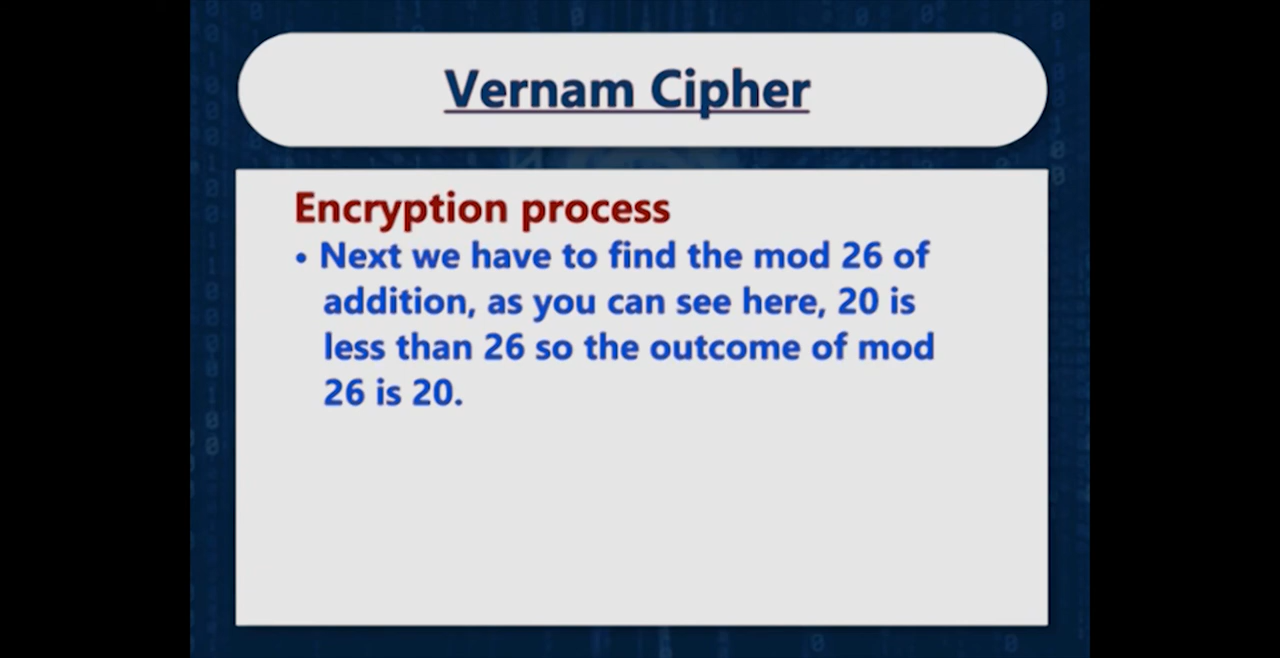 Vernam Cipher
Encryption process
• Next we have to find the mod 26 of
addition, as you can see here, 20 is
less than 26 so the outcome of mod
26 is 20.